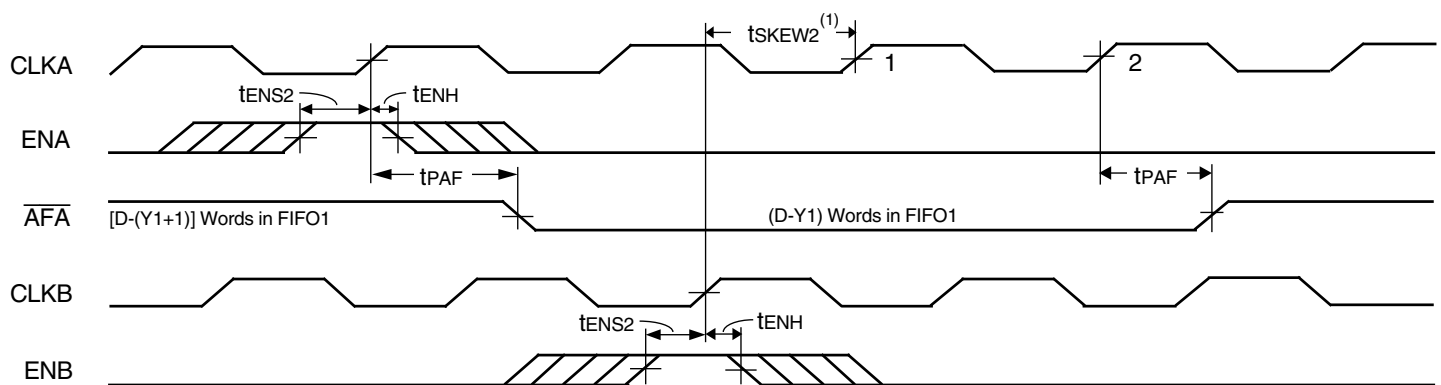 tSKEW2(1)
CLKA 1 2
tENS2 tENH
ENA
tPAF tPAF
AFA [D-(Y1+1)] Words in FIFO1 (D-Y1) Words in FIFO1
CLKB
tENS2 tENH
ENB